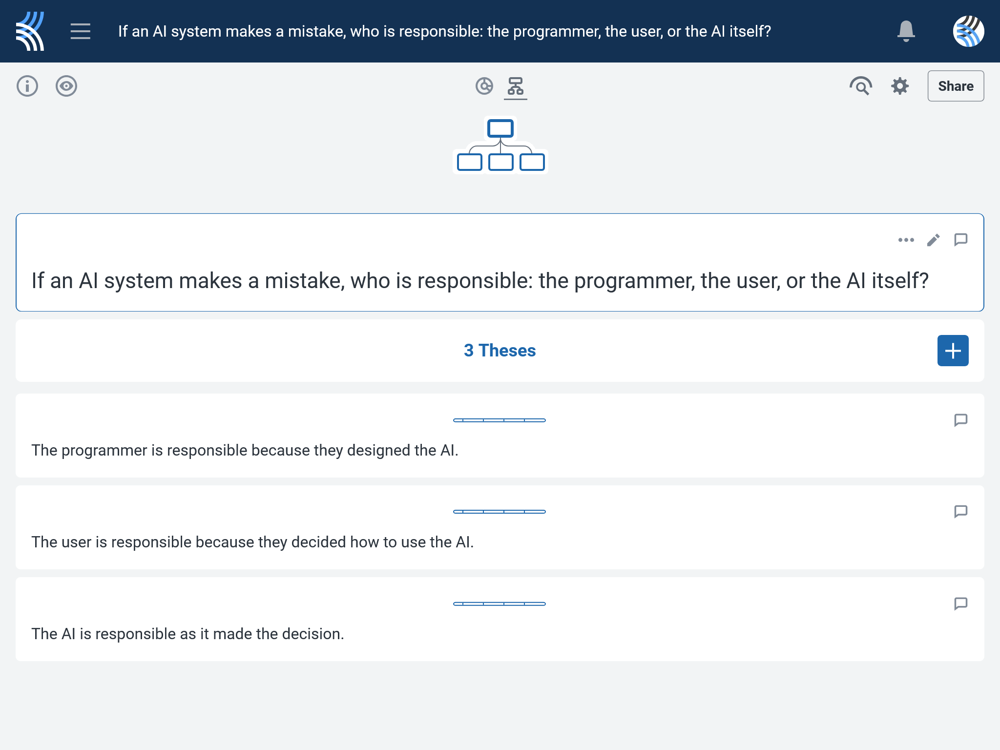 If an AI system makes a mistake, who is responsible: the programmer, the user, or the AI itself?
Share
If an AI system makes a mistake, who is responsible: the programmer, the user, or the AI itself?
3 Theses
The programmer is responsible because they designed the AI.
The user is responsible because they decided how to use the AI.
The AI is responsible as it made the decision.